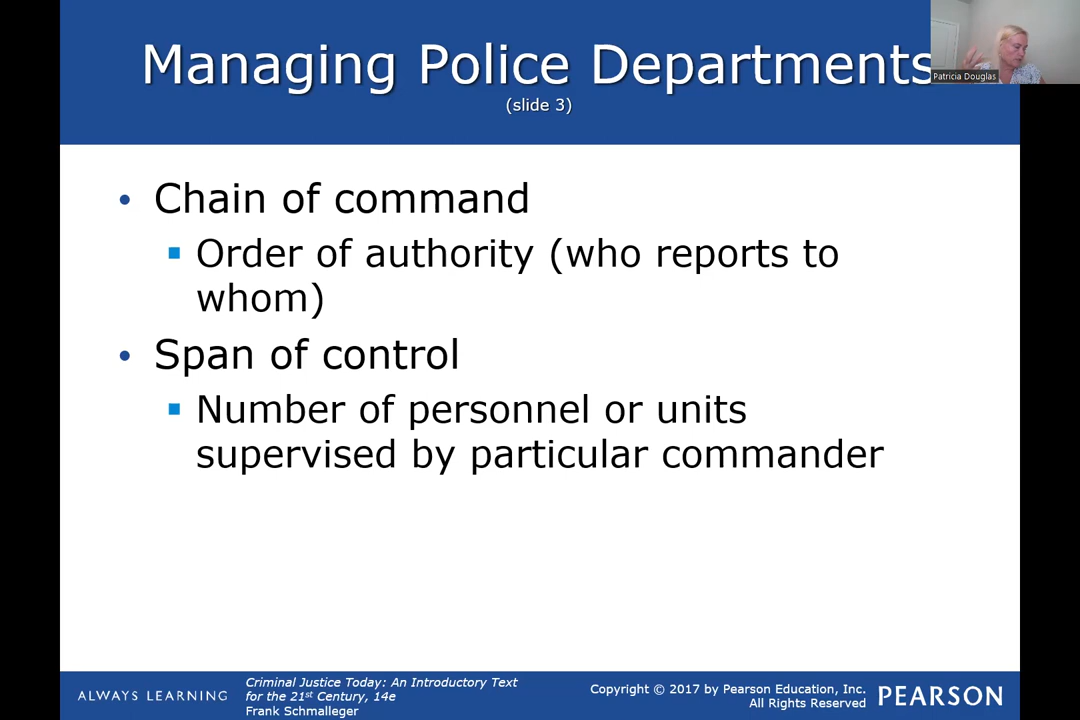 Managing Police Departments
(slide 3)
Patricia Douglas
• Chain of command
▪ Order of authority (who reports to
whom)
• Span of control
▪ Number of personnel or units
supervised by particular commander
ALWAYS LEARNING
Criminal Justice Today: An Introductory Text
for the 21st Century, 14e
Frank Schmalleger
Copyright © 2017 by Pearson Education, Inc.
All Rights Reserved
PEARSON